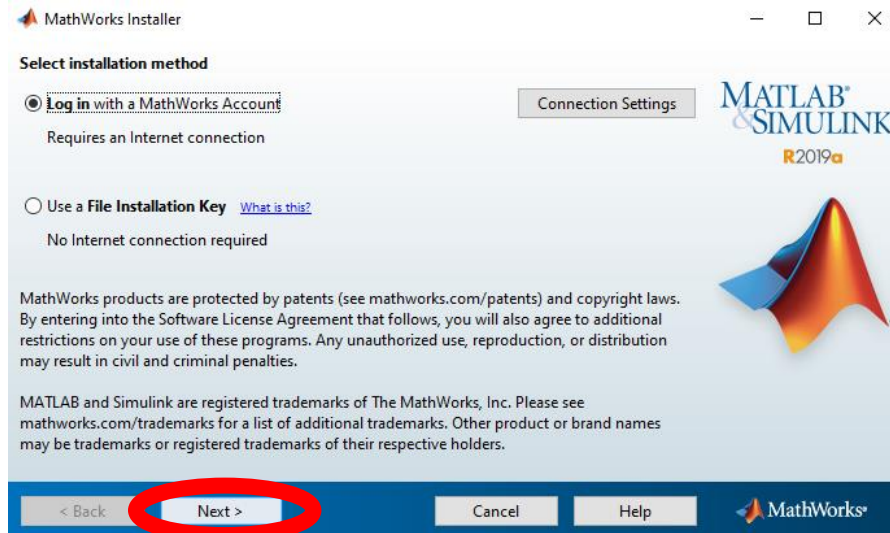 MathWorks Installer
Select installation method
Log in with a MathWorks Account
Connection Settings
Requires an Internet connection
MATLAB®
&SIMULINK
R2019a
Use a File Installation Key What is this?
No Internet connection required
MathWorks products are protected by patents (see mathworks.com/patents) and copyright laws.
By entering into the Software License Agreement that follows, you will also agree to additional
restrictions on your use of these programs. Any unauthorized use, reproduction, or distribution
may result in civil and criminal penalties.
MATLAB and Simulink are registered trademarks of The MathWorks, Inc. Please see
mathworks.com/trademarks for a list of additional trademarks. Other product or brand names
may be trademarks or registered trademarks of their respective holders.
< Back
Next >
Cancel
Help
MathWorks®